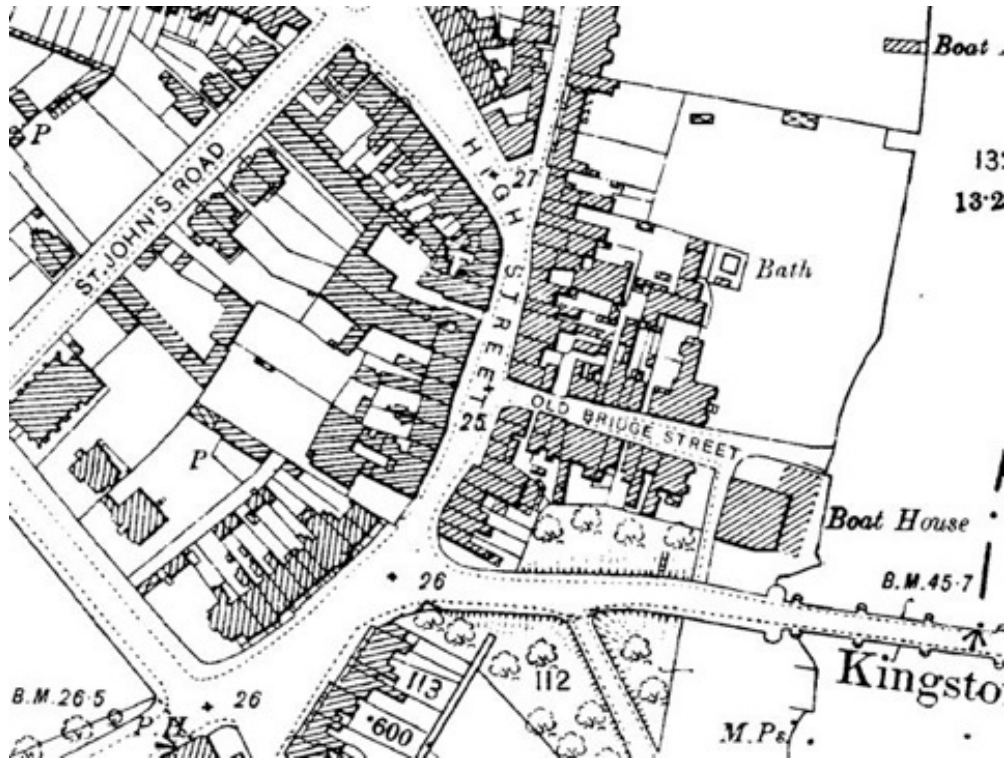 Boat
P
ST. JOHN'S ROAD
HIGH STREET
27
13·2
Bath
OLD BRIDGE STREET
25
P
Boat House
B.M. 45·7
26
Kingsto
B.M. 26·5
26
P. H.
113
·600
112
M.Ps.